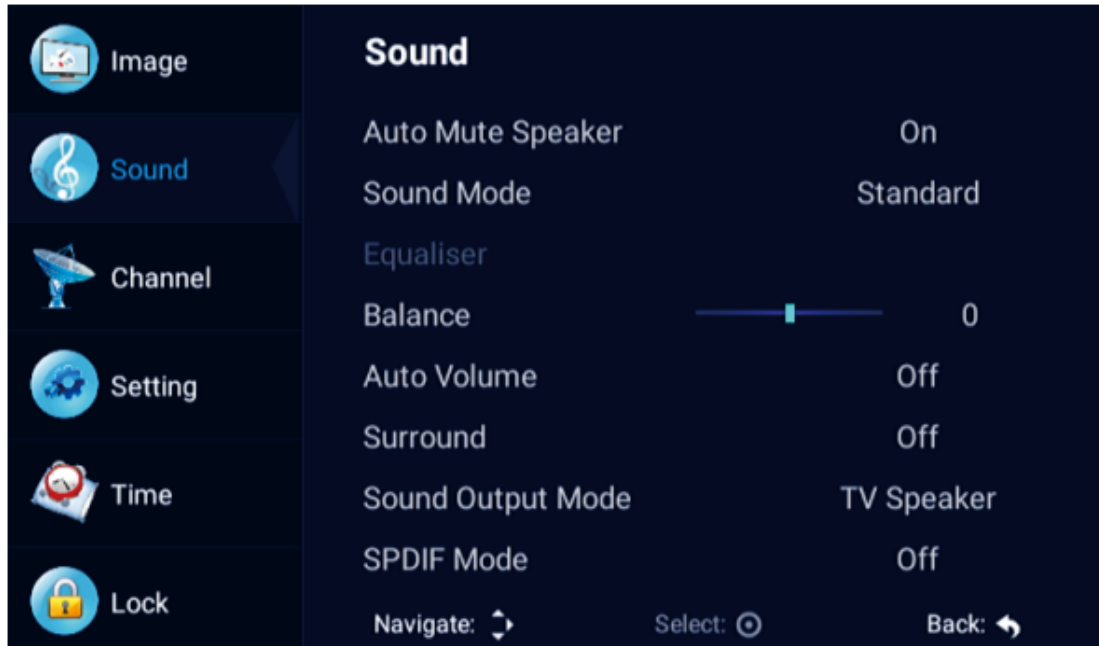 Image
Sound
Channel
Setting
Time
Lock
Sound
Auto Mute Speaker On
Sound Mode Standard
Equaliser
Balance 0
Auto Volume Off
Surround Off
Sound Output Mode TV Speaker
SPDIF Mode Off
Navigate: Select: Back: